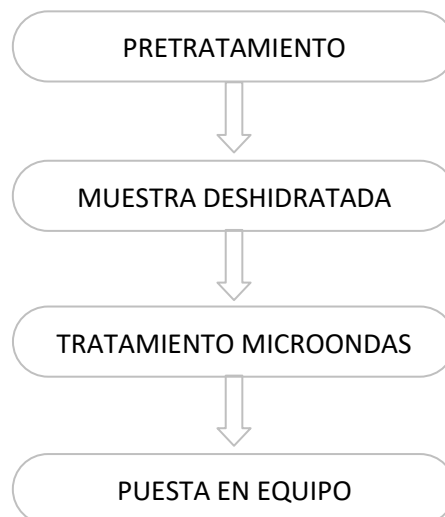 PRETRATAMIENTO
MUESTRA DESHIDRATADA
TRATAMIENTO MICROONDAS
PUESTA EN EQUIPO